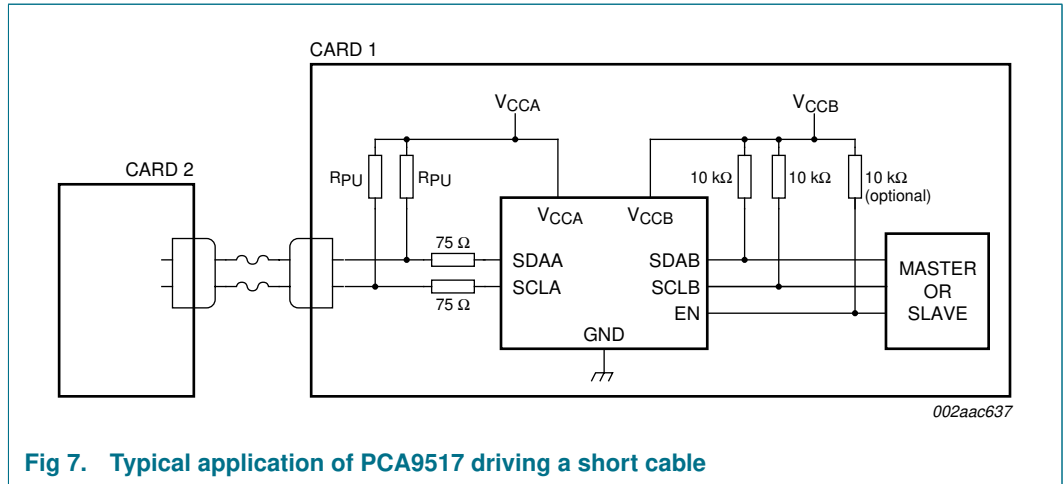 CARD 1
VCCA
VCCB
CARD 2
RPU
RPU
10 kΩ
10 kΩ
10 kΩ
(optional)
VCCA
VCCB
75 Ω
SDAA
SDAB
MASTER
OR
SLAVE
SCLA
SCLB
75 Ω
EN
GND
002aac637
Fig 7. Typical application of PCA9517 driving a short cable